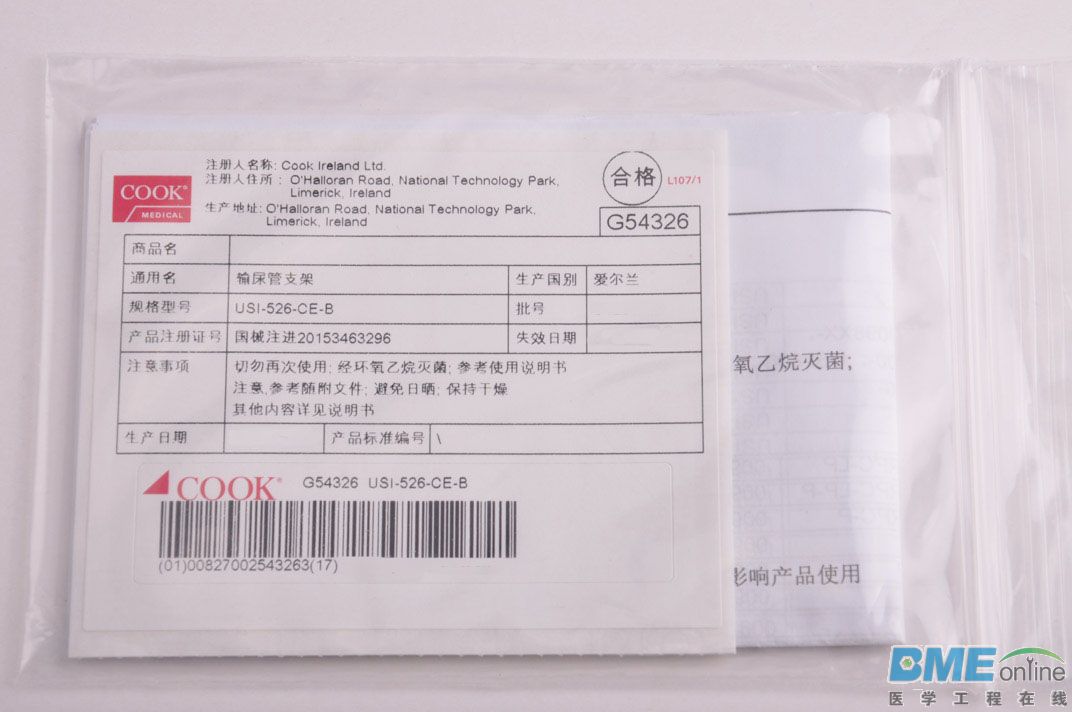 注册人名称: Cook Ireland Ltd.
注册人住所: O'Halloran Road, National Technology Park,
Limerick, Ireland
生产地址: O'Halloran Road, National Technology Park,
Limerick, Ireland
COOK®
MEDICAL
合格
L107/1
G54326
商品名
通用名 输尿管支架 生产国别 爱尔兰
规格型号 USI-526-CE-B 批号
产品注册证号 国械注进20153463296 失效日期
注意事项 切勿再次使用; 经环氧乙烷灭菌; 参考使用说明书
注意,参考随附文件; 避免日晒; 保持干燥
其他内容详见说明书
生产日期 产品标准编号 \
COOK® G54326 USI-526-CE-B
(01)00827002543263(17)
氧乙烷灭菌;
影响产品使用
BME online
医学工程在线